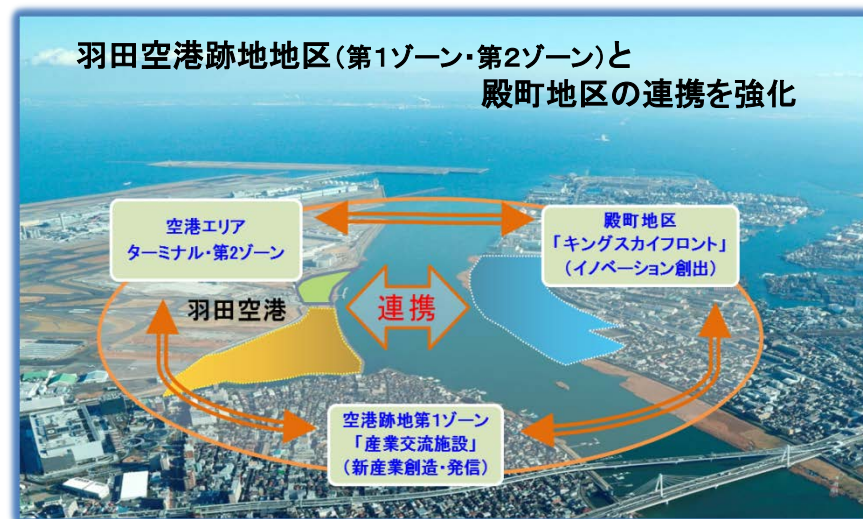 羽田空港跡地地区(第1ゾーン・第2ゾーン)と
殿町地区の連携を強化
空港エリア
ターミナル・第2ゾーン
殿町地区
「キングスカイフロント」
(イノベーション創出)
羽田空港
連携
空港跡地第1ゾーン
「産業交流施設」
(新産業創造・発信)